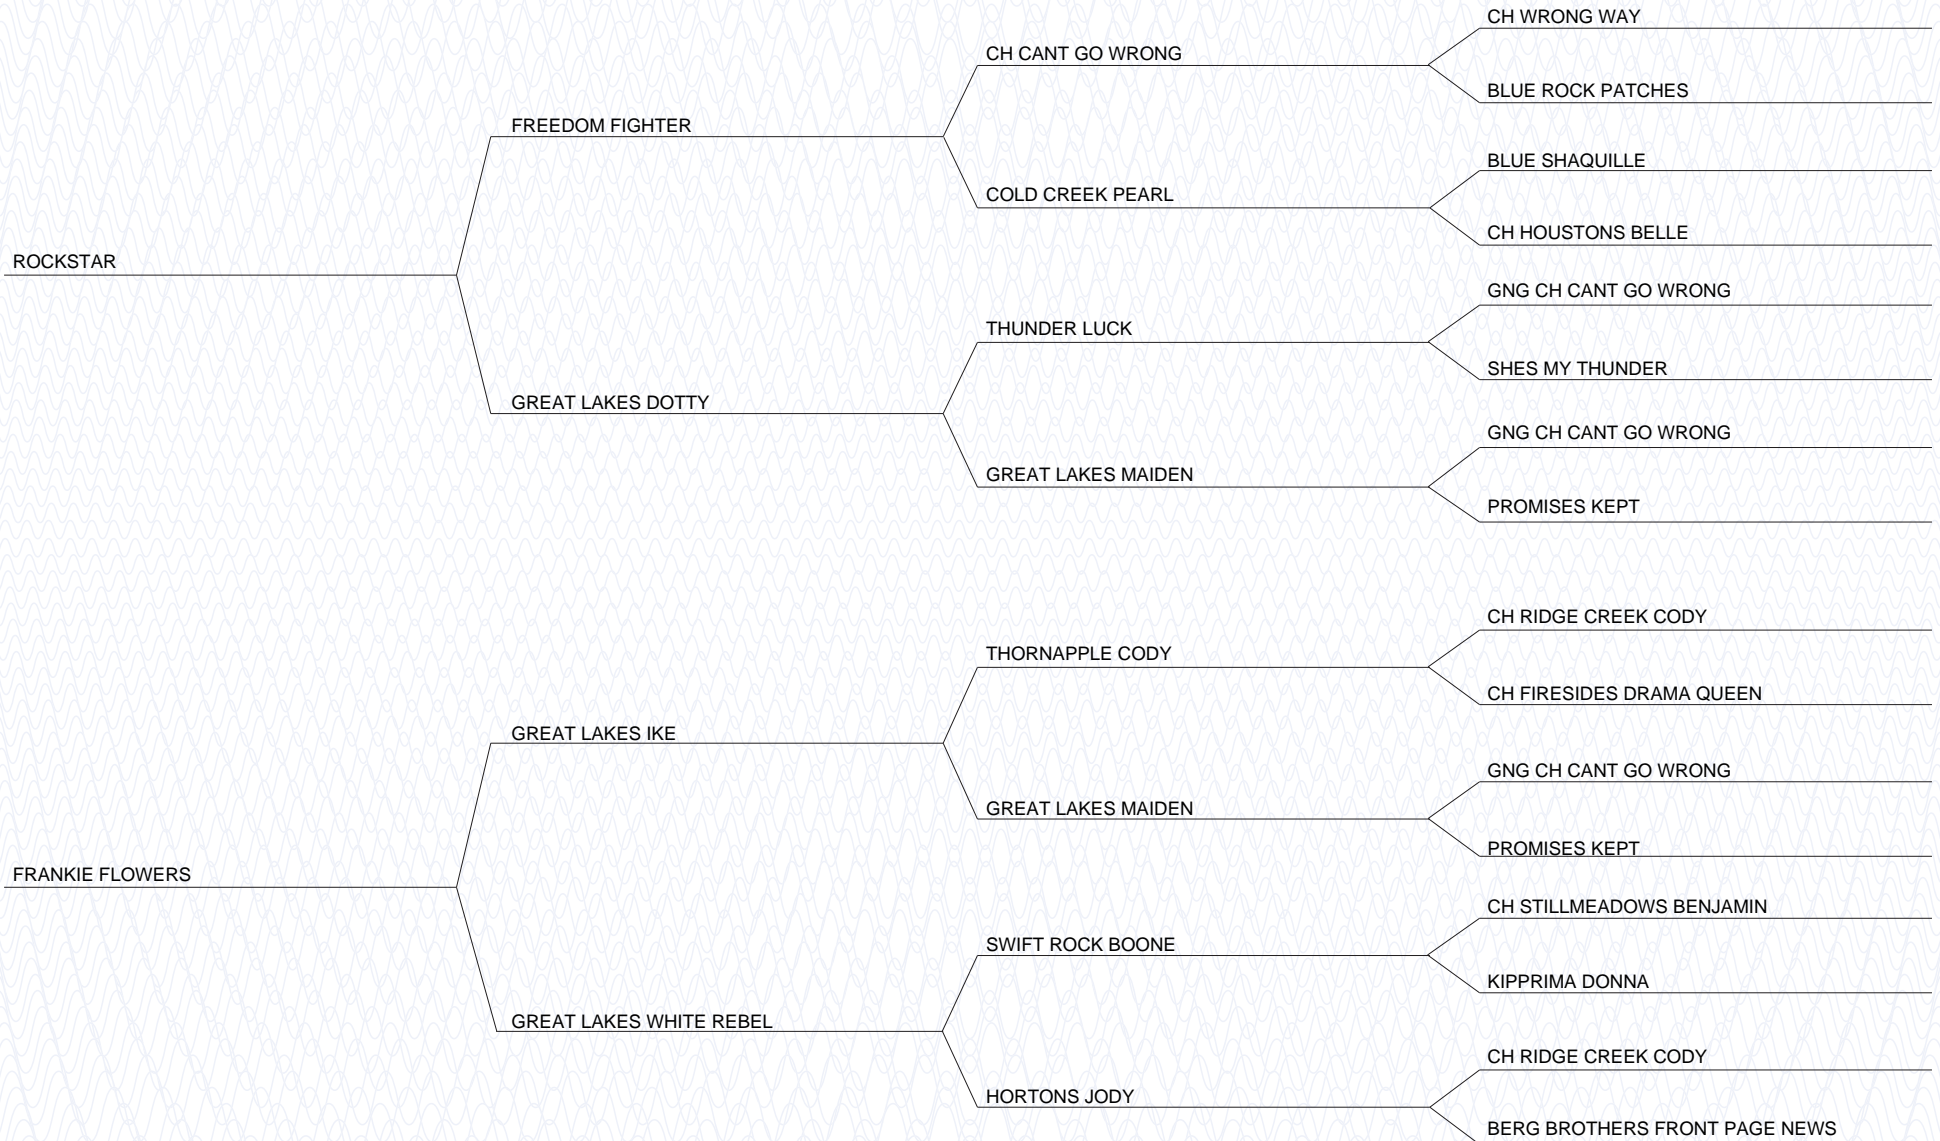 CH WRONG WAY
CH CANT GO WRONG
BLUE ROCK PATCHES
FREEDOM FIGHTER
BLUE SHAQUILLE
COLD CREEK PEARL
CH HOUSTONS BELLE
ROCKSTAR
GNG CH CANT GO WRONG
THUNDER LUCK
SHES MY THUNDER
GREAT LAKES DOTTY
GNG CH CANT GO WRONG
GREAT LAKES MAIDEN
PROMISES KEPT
CH RIDGE CREEK CODY
THORNAPPLE CODY
CH FIRESIDES DRAMA QUEEN
GREAT LAKES IKE
GNG CH CANT GO WRONG
GREAT LAKES MAIDEN
PROMISES KEPT
FRANKIE FLOWERS
CH STILLMEADOWS BENJAMIN
SWIFT ROCK BOONE
KIPPRIMA DONNA
GREAT LAKES WHITE REBEL
CH RIDGE CREEK CODY
HORTONS JODY
BERG BROTHERS FRONT PAGE NEWS